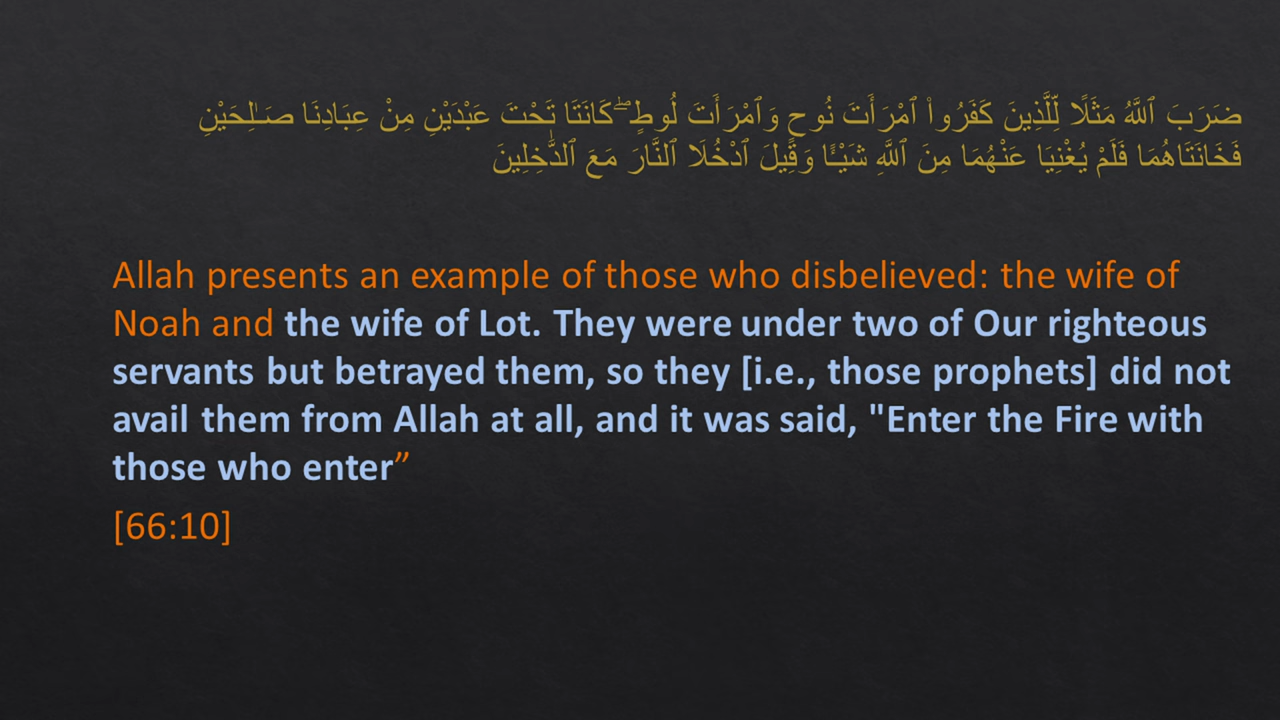 ضَرَبَ ٱللَّهُ مَثَلًا لِّلَّذِينَ كَفَرُوا۟ ٱمْرَأَتَ نُوحٍ وَٱمْرَأَتَ لُوطٍ ۖ كَانَتَا تَحْتَ عَبْدَيْنِ مِنْ عِبَادِنَا صَـٰلِحَيْنِ
فَخَانَتَاهُمَا فَلَمْ يُغْنِيَا عَنْهُمَا مِنَ ٱللَّهِ شَيْـًٔا وَقِيلَ ٱدْخُلَا ٱلنَّارَ مَعَ ٱلدَّٰخِلِينَ
Allah presents an example of those who disbelieved: the wife of
Noah and the wife of Lot. They were under two of Our righteous
servants but betrayed them, so they [i.e., those prophets] did not
avail them from Allah at all, and it was said, "Enter the Fire with
those who enter”
[66:10]